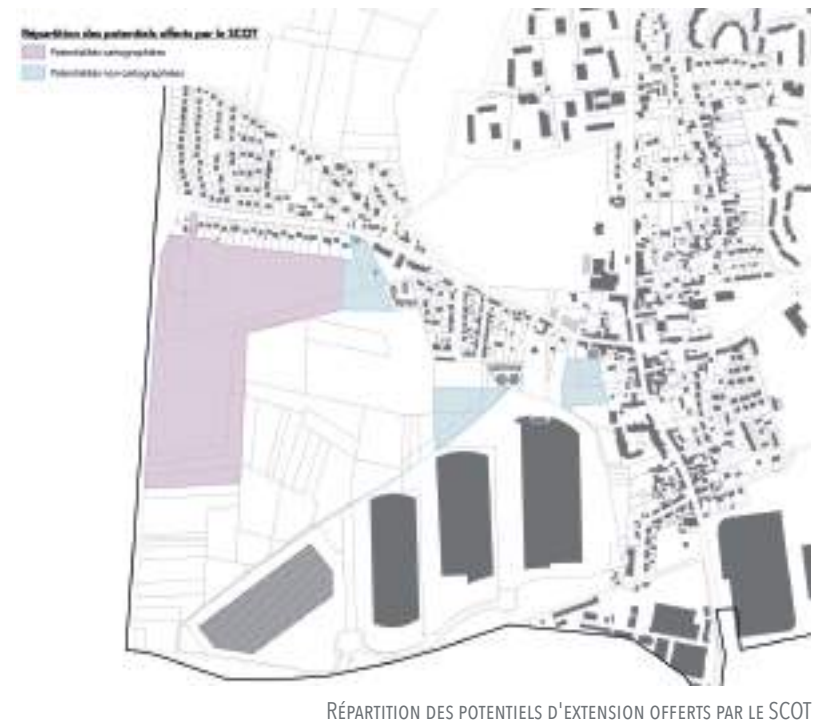 Répartition des potentiels offerts par le SCOT
Potentialités cartographiées
Potentialités non-cartographiées
RÉPARTITION DES POTENTIELS D'EXTENSION OFFERTS PAR LE SCOT